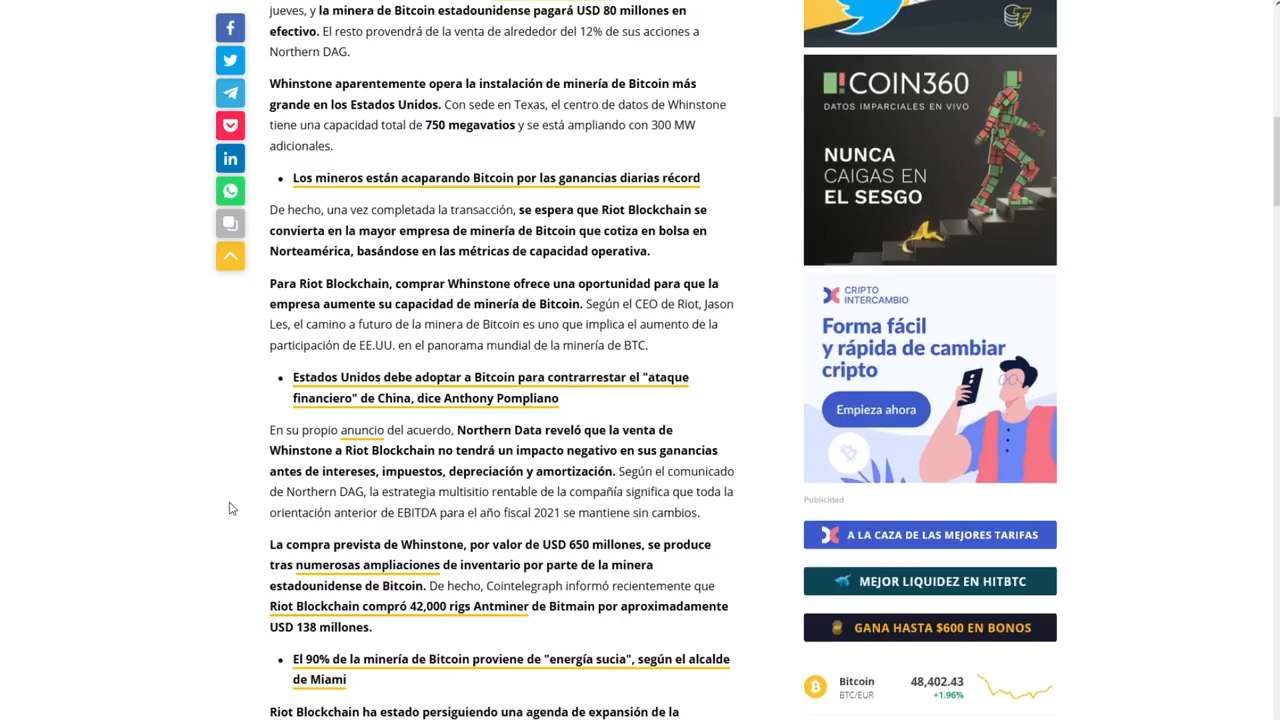 jueves, y la minera de Bitcoin estadounidense pagará USD 80 millones en
efectivo. El resto provendrá de la venta de alrededor del 12% de sus acciones a
Northern DAG.
Whinstone aparentemente opera la instalación de minería de Bitcoin más
grande en los Estados Unidos. Con sede en Texas, el centro de datos de Whinstone
tiene una capacidad total de 750 megavatios y se está ampliando con 300 MW
adicionales.
Los mineros están acaparando Bitcoin por las ganancias diarias récord
De hecho, una vez completada la transacción, se espera que Riot Blockchain se
convierta en la mayor empresa de minería de Bitcoin que cotiza en bolsa en
Norteamérica, basándose en las métricas de capacidad operativa.
Para Riot Blockchain, comprar Whinstone ofrece una oportunidad para que la
empresa aumente su capacidad de minería de Bitcoin. Según el CEO de Riot, Jason
Les, el camino a futuro de la minera de Bitcoin es uno que implica el aumento de la
participación de EE.UU. en el panorama mundial de la minería de BTC.
Estados Unidos debe adoptar a Bitcoin para contrarrestar el "ataque
financiero" de China, dice Anthony Pompliano
En su propio anuncio del acuerdo, Northern Data reveló que la venta de
Whinstone a Riot Blockchain no tendrá un impacto negativo en sus ganancias
antes de intereses, impuestos, depreciación y amortización. Según el comunicado
de Northern DAG, la estrategia multisitio rentable de la compañía significa que toda la
orientación anterior de EBITDA para el año fiscal 2021 se mantiene sin cambios.
La compra prevista de Whinstone, por valor de USD 650 millones, se produce
tras numerosas ampliaciones de inventario por parte de la minera
estadounidense de Bitcoin. De hecho, Cointelegraph informó recientemente que
Riot Blockchain compró 42,000 rigs Antminer de Bitmain por aproximadamente
USD 138 millones.
El 90% de la minería de Bitcoin proviene de "energía sucia", según el alcalde
de Miami
Riot Blockchain ha estado persiguiendo una agenda de expansión de la
COIN360
DATOS IMPARCIALES EN VIVO
NUNCA
CAIGAS EN
EL SESGO
CRIPTO
INTERCAMBIO
Forma fácil
y rápida de cambiar
cripto
Empieza ahora
Publicidad
A LA CAZA DE LAS MEJORES TARIFAS
MEJOR LIQUIDEZ EN HITBTC
GANA HASTA $600 EN BONOS
Bitcoin 48,402.43
BTC/EUR +1.96%